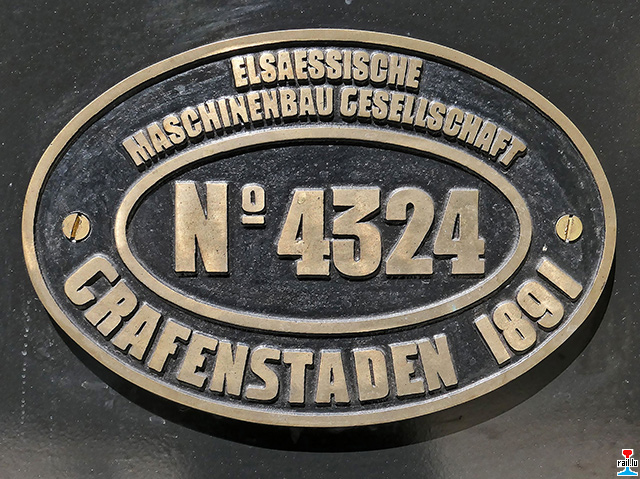 ELSAESSISCHE
MASCHINENBAU GESELLSCHAFT
Nº 4324
GRAFENSTADEN 1891
rail.lu